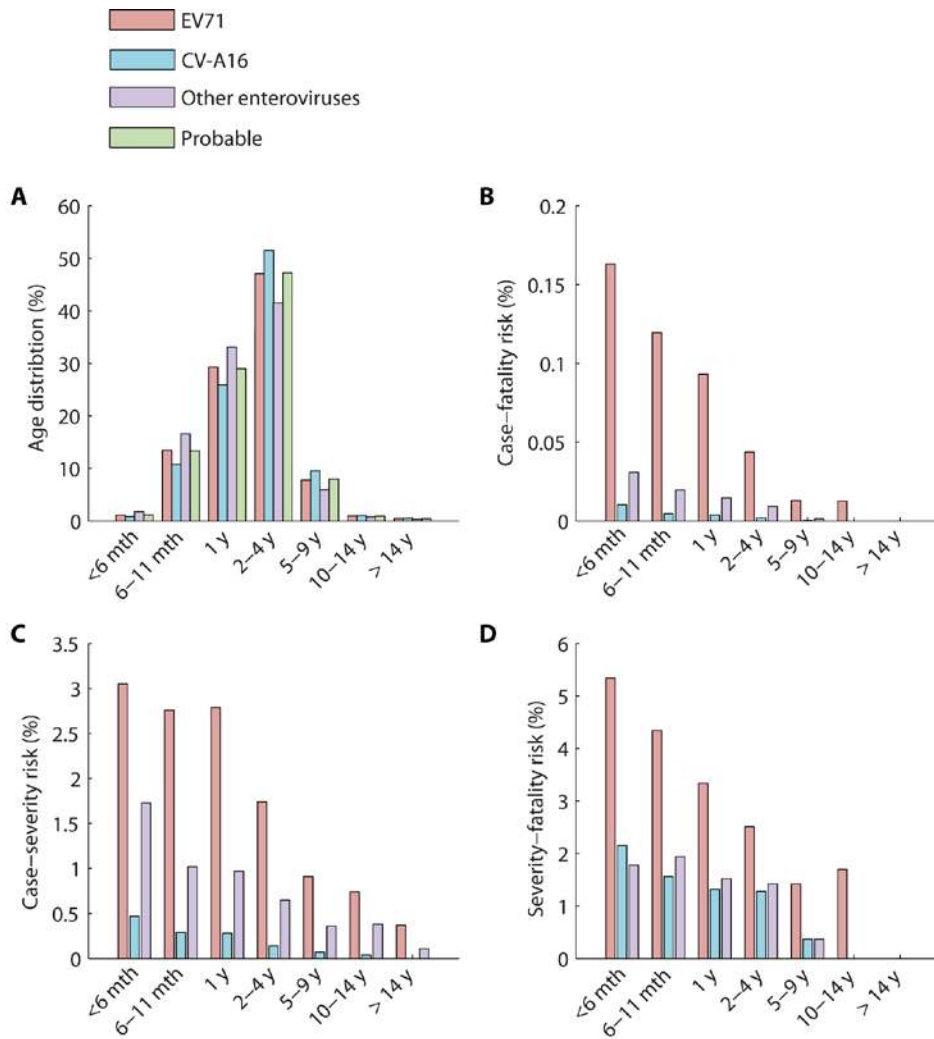 EV71
CV-A16
Other enteroviruses
Probable
A
Age distribtion (%)
60
50
40
30
20
10
0
<6 mth
6–11 mth
1 y
2–4 y
5–9 y
10–14 y
> 14 y
B
Case–fatality risk (%)
0.2
0.15
0.1
0.05
0
<6 mth
6–11 mth
1 y
2–4 y
5–9 y
10–14 y
> 14 y
C
Case–severity risk (%)
3.5
3
2.5
2
1.5
1
0.5
0
<6 mth
6–11 mth
1 y
2–4 y
5–9 y
10–14 y
> 14 y
D
Severity–fatality risk (%)
6
5
4
3
2
1
0
<6 mth
6–11 mth
1 y
2–4 y
5–9 y
10–14 y
> 14 y